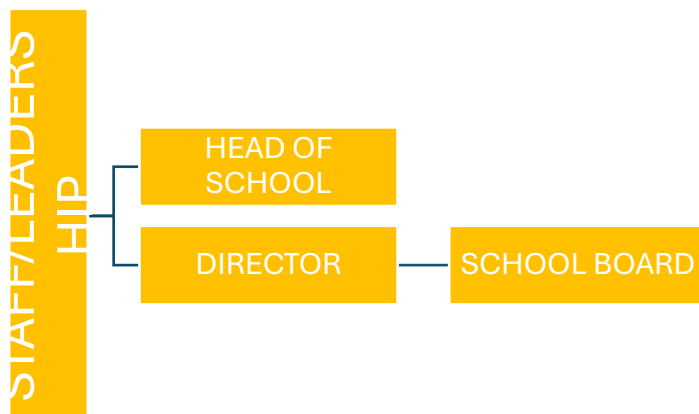 STAFF/LEADERS
HIP
HEAD OF
SCHOOL
DIRECTOR
SCHOOL BOARD